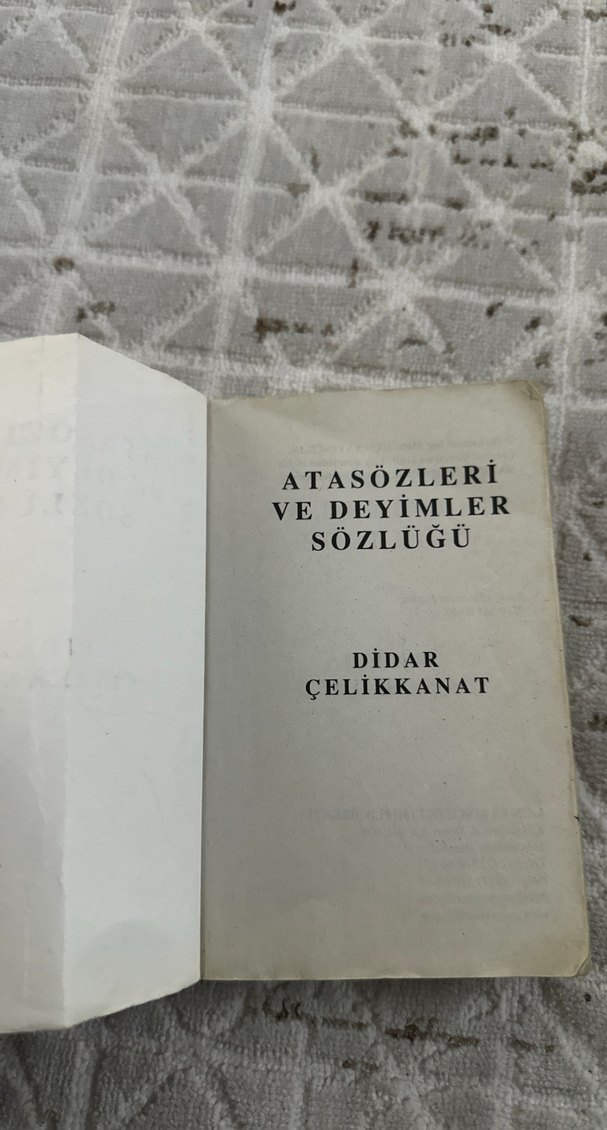 ATASÖZLERİ
VE DEYİMLER
SÖZLÜĞÜ
DİDAR
ÇELİKKANAT